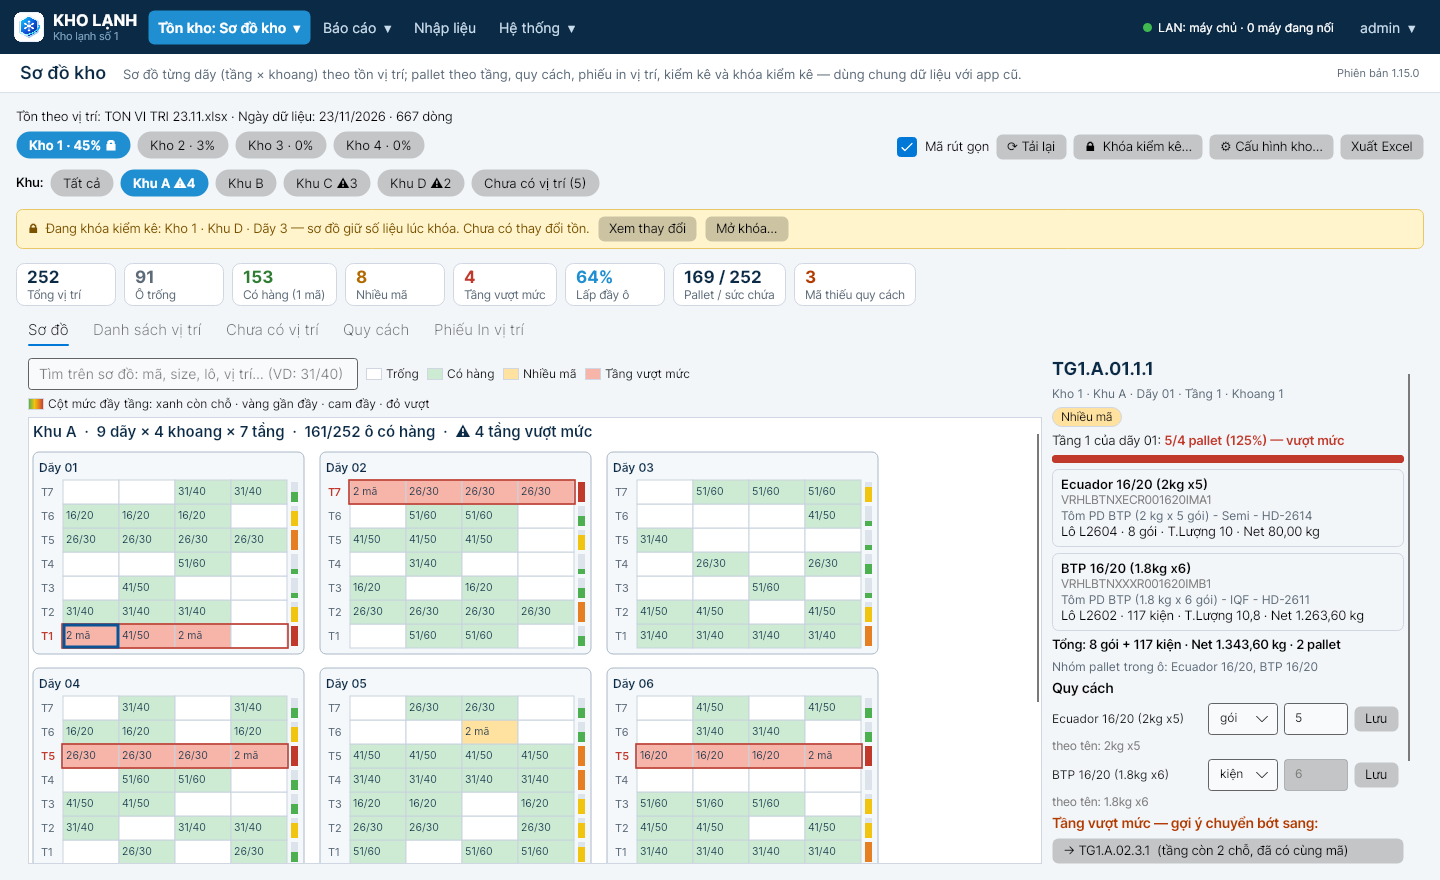 KHO LẠNH
Kho lạnh số 1
Tồn kho: Sơ đồ kho ▾
Báo cáo ▾
Nhập liệu
Hệ thống ▾
LAN: máy chủ · 0 máy đang nối
admin ▾
Sơ đồ kho
Sơ đồ từng dãy (tầng × khoang) theo tồn vị trí; pallet theo tầng, quy cách, phiếu in vị trí, kiểm kê và khóa kiểm kê — dùng chung dữ liệu với app cũ.
Phiên bản 1.15.0
Tồn theo vị trí: TON VI TRI 23.11.xlsx · Ngày dữ liệu: 23/11/2026 · 667 dòng
Kho 1 · 45% 🔒
Kho 2 · 3%
Kho 3 · 0%
Kho 4 · 0%
Mã rút gọn
⟳ Tải lại
🔒 Khóa kiểm kê...
⚙ Cấu hình kho...
Xuất Excel
Khu:
Tất cả
Khu A ⚠4
Khu B
Khu C ⚠3
Khu D ⚠2
Chưa có vị trí (5)
🔒 Đang khóa kiểm kê: Kho 1 · Khu D · Dãy 3 — sơ đồ giữ số liệu lúc khóa. Chưa có thay đổi tồn.
Xem thay đổi
Mở khóa...
252
Tổng vị trí
91
Ô trống
153
Có hàng (1 mã)
8
Nhiều mã
4
Tầng vượt mức
64%
Lấp đầy ô
169 / 252
Pallet / sức chứa
3
Mã thiếu quy cách
Sơ đồ
Danh sách vị trí
Chưa có vị trí
Quy cách
Phiếu In vị trí
Tìm trên sơ đồ: mã, size, lô, vị trí... (VD: 31/40)
Trống
Có hàng
Nhiều mã
Tầng vượt mức
Cột mức đầy tầng: xanh còn chỗ · vàng gần đầy · cam đầy · đỏ vượt
Khu A · 9 dãy × 4 khoang × 7 tầng · 161/252 ô có hàng · ⚠ 4 tầng vượt mức
Dãy 01
T7 31/40 31/40
T6 16/20 16/20 16/20
T5 26/30 26/30 26/30 26/30
T4 51/60
T3 41/50
T2 31/40 31/40 31/40
T1 2 mã 41/50 2 mã
Dãy 02
T7 2 mã 26/30 26/30 26/30
T6 51/60 51/60
T5 41/50 41/50 41/50
T4 31/40
T3 16/20 16/20
T2 26/30 26/30 26/30 26/30
T1 51/60 51/60
Dãy 03
T7 51/60 51/60 51/60
T6 41/50
T5 31/40
T4 26/30 26/30
T3 51/60
T2 41/50 41/50 41/50
T1 31/40 31/40 31/40 31/40
Dãy 04
T7 31/40 31/40
T6 16/20 16/20 16/20
T5 26/30 26/30 26/30 2 mã
T4 51/60 51/60
T3 41/50 41/50
T2 31/40 31/40 31/40
T1 26/30 26/30
Dãy 05
T7 26/30 26/30
T6 2 mã
T5 41/50 41/50 41/50 41/50
T4 31/40 31/40 31/40 31/40
T3 16/20 16/20 16/20
T2 26/30 26/30 26/30
T1 51/60 51/60 51/60
Dãy 06
T7 41/50 41/50
T6 31/40 31/40
T5 16/20 16/20 16/20 2 mã
T4
T3 51/60 51/60 51/60
T2 41/50 41/50 41/50
T1 31/40 31/40 31/40 31/40
TG1.A.01.1.1
Kho 1 · Khu A · Dãy 01 · Tầng 1 · Khoang 1
Nhiều mã
Tầng 1 của dãy 01: 5/4 pallet (125%) — vượt mức
Ecuador 16/20 (2kg x5)
VRHLBTNXECR001620IMA1
Tôm PD BTP (2 kg x 5 gói) - Semi - HD-2614
Lô L2604 · 8 gói · T.Lượng 10 · Net 80,00 kg
BTP 16/20 (1.8kg x6)
VRHLBTNXXXR001620IMB1
Tôm PD BTP (1.8 kg x 6 gói) - IQF - HD-2611
Lô L2602 · 117 kiện · T.Lượng 10,8 · Net 1.263,60 kg
Tổng: 8 gói + 117 kiện · Net 1.343,60 kg · 2 pallet
Nhóm pallet trong ô: Ecuador 16/20, BTP 16/20
Quy cách
Ecuador 16/20 (2kg x5) gói 5 Lưu
theo tên: 2kg x5
BTP 16/20 (1.8kg x6) kiện 6 Lưu
theo tên: 1.8kg x6
Tầng vượt mức — gợi ý chuyển bớt sang:
→ TG1.A.02.3.1 (tầng còn 2 chỗ, đã có cùng mã)